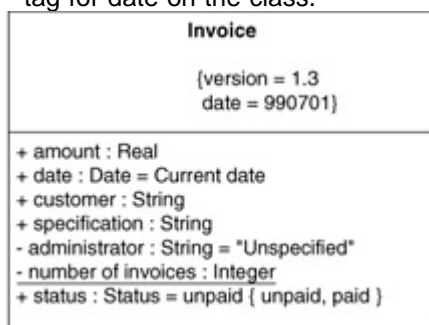 tag for date on the class.
Invoice
{version = 1.3
date = 990701}
+ amount : Real
+ date : Date = Current date
+ customer : String
+ specification : String
- administrator : String = "Unspecified"
- number of invoices : Integer
+ status : Status = unpaid { unpaid, paid }